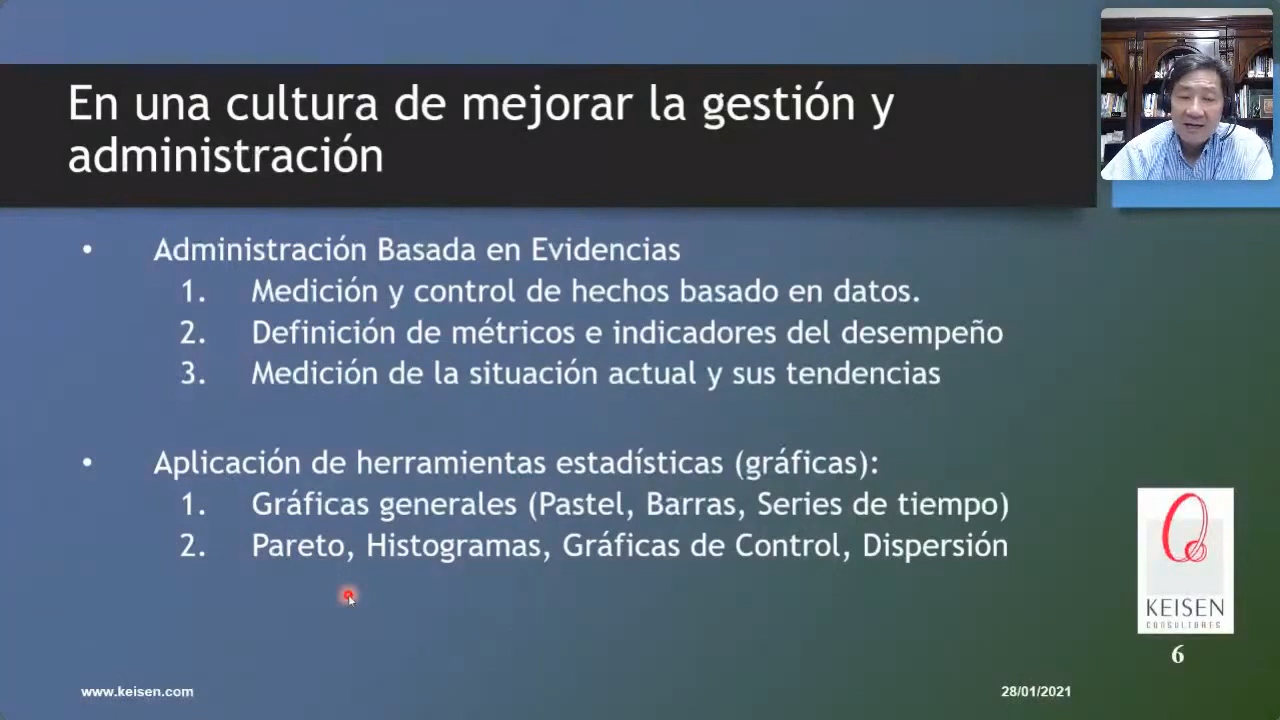 En una cultura de mejorar la gestión y
administración
• Administración Basada en Evidencias
1. Medición y control de hechos basado en datos.
2. Definición de métricos e indicadores del desempeño
3. Medición de la situación actual y sus tendencias
• Aplicación de herramientas estadísticas (gráficas):
1. Gráficas generales (Pastel, Barras, Series de tiempo)
2. Pareto, Histogramas, Gráficas de Control, Dispersión
KEISEN
CONSULTORES
6
www.keisen.com
28/01/2021